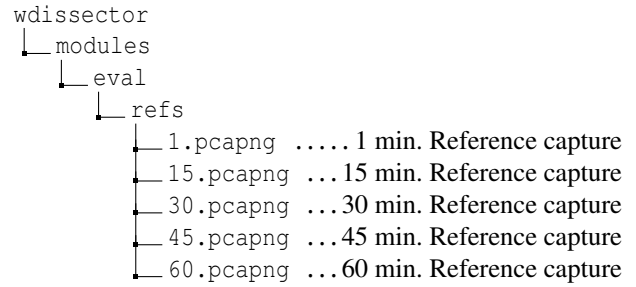 wdissector
modules
eval
refs
1.pcapng ..... 1 min. Reference capture
15.pcapng ... 15 min. Reference capture
30.pcapng ... 30 min. Reference capture
45.pcapng ... 45 min. Reference capture
60.pcapng ... 60 min. Reference capture